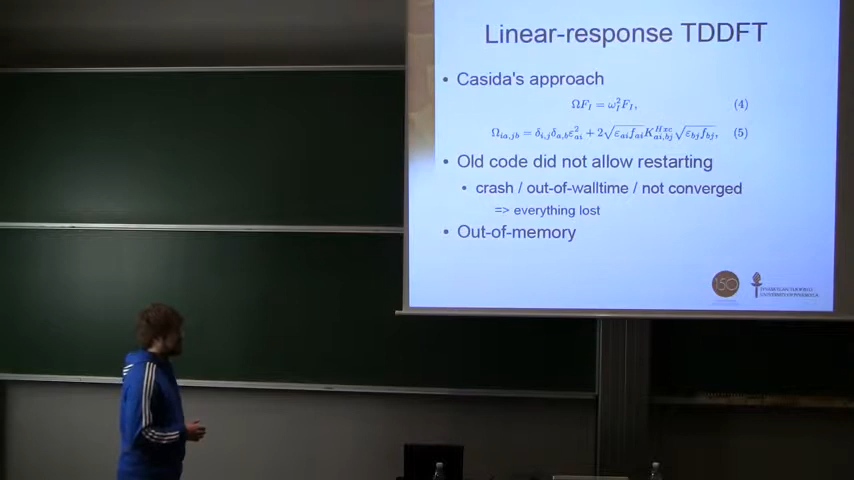 Linear-response TDDFT
• Casida's approach
ΩF_I = ω_I^2 F_I, (4)
Ω_{ia,jb} = δ_{i,j}δ_{a,b}ε_{ai}^2 + 2√(ε_{ai}f_{ai}) K_{ai,bj}^{Hxc} √(ε_{bj}f_{bj}), (5)
• Old code did not allow restarting
• crash / out-of-walltime / not converged
=> everything lost
• Out-of-memory
150